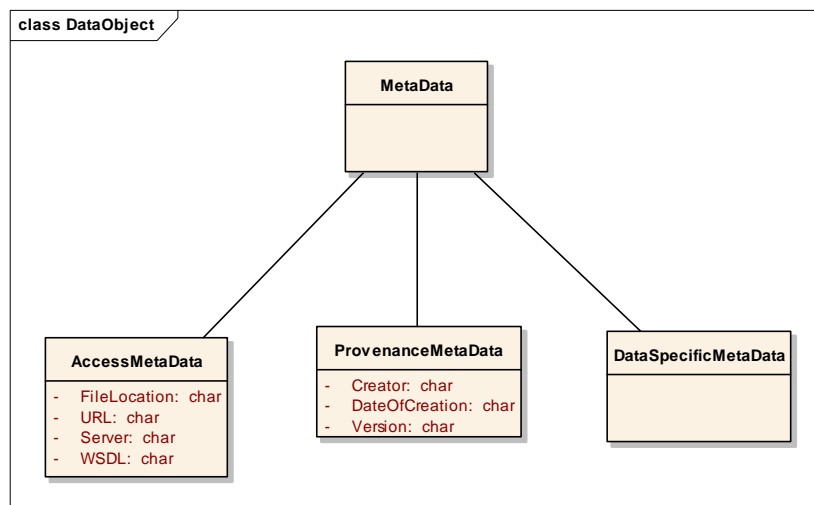 class DataObject
MetaData
AccessMetaData
- FileLocation: char
- URL: char
- Server: char
- WSDL: char
ProvenanceMetaData
- Creator: char
- DateOfCreation: char
- Version: char
DataSpecificMetaData